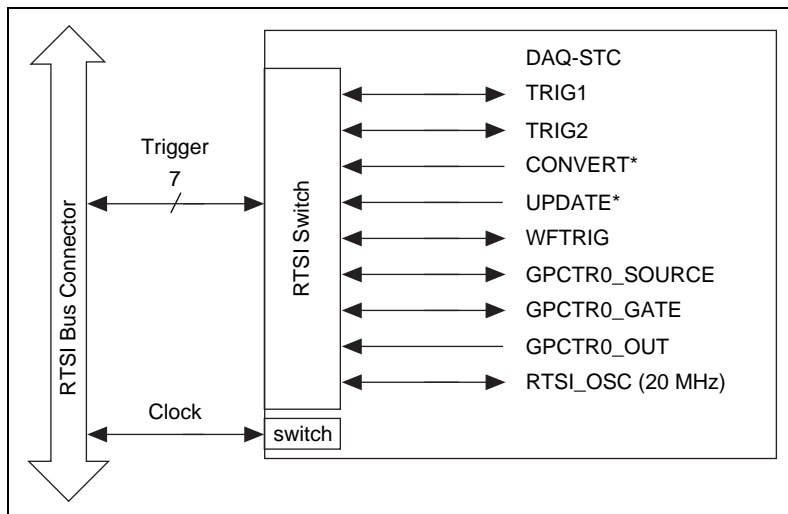 DAQ-STC
TRIG1
TRIG2
CONVERT*
UPDATE*
WFTRIG
GPCTR0_SOURCE
GPCTR0_GATE
GPCTR0_OUT
RTSI_OSC (20 MHz)
RTSI Switch
switch
Trigger
7
Clock
RTSI Bus Connector